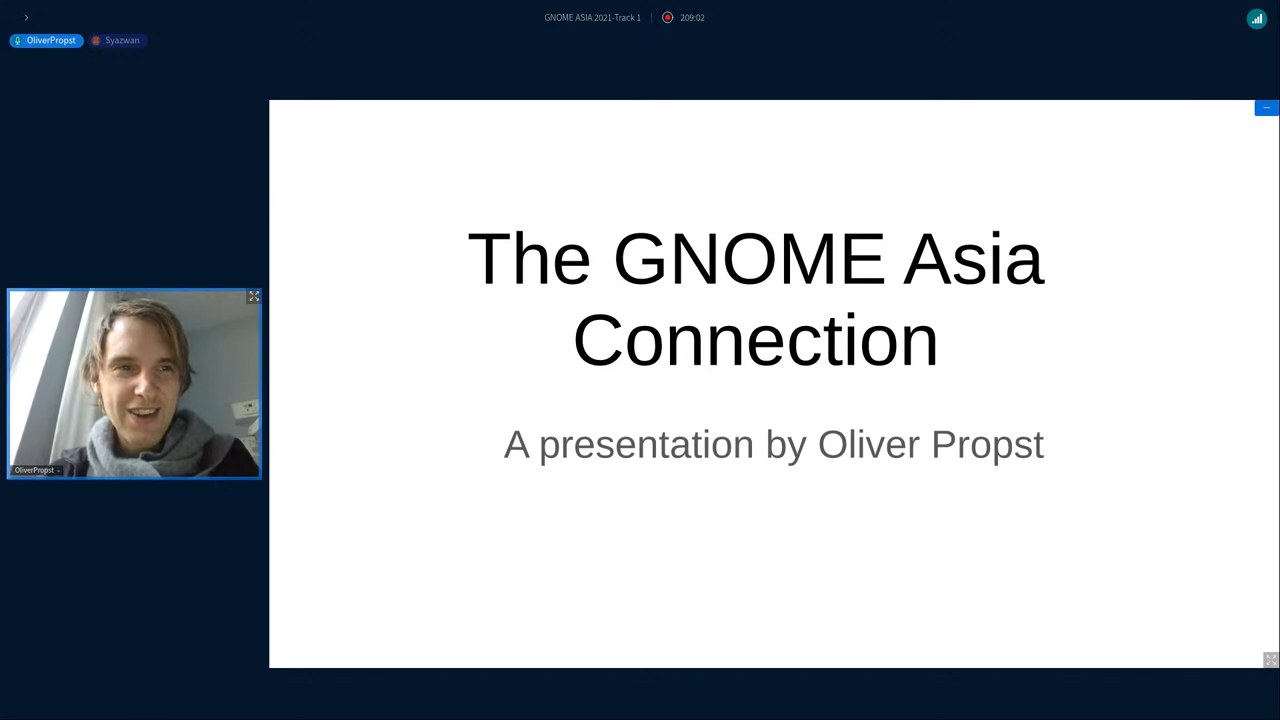 GNOME ASIA 2021-Track 1
209:02
OliverPropst
Syazwan
The GNOME Asia
Connection
A presentation by Oliver Propst
OliverPropst